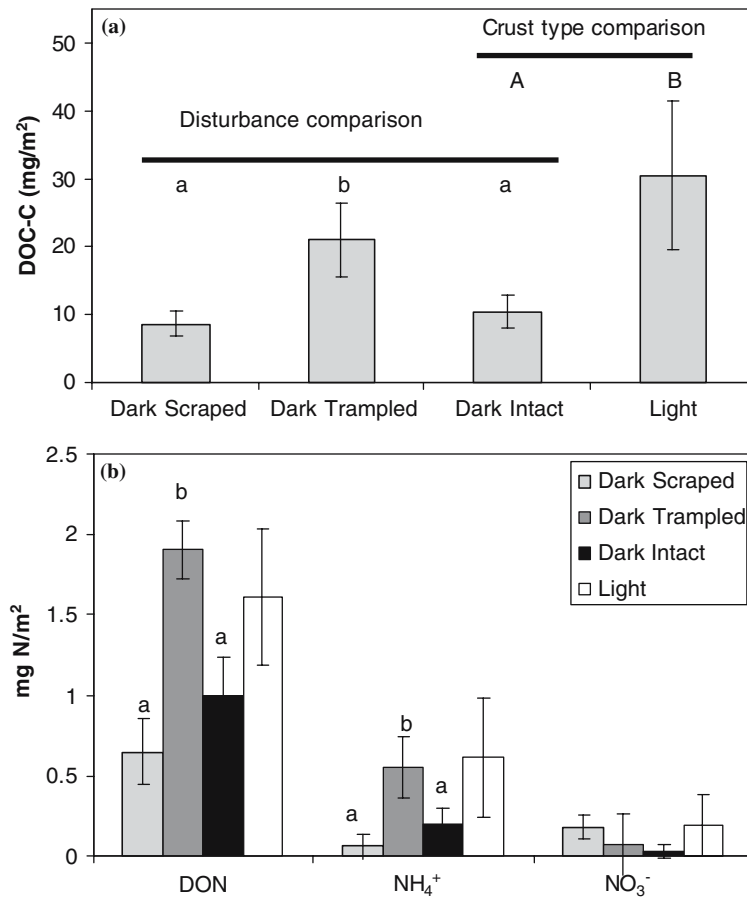 (a)
Crust type comparison
A B
Disturbance comparison
a b a
DOC-C (mg/m²)
50
40
30
20
10
0
Dark Scraped Dark Trampled Dark Intact Light
(b)
Dark Scraped
Dark Trampled
Dark Intact
Light
mg N/m²
2.5
2
1.5
1
0.5
0
a b a
a b a
DON NH₄⁺ NO₃⁻